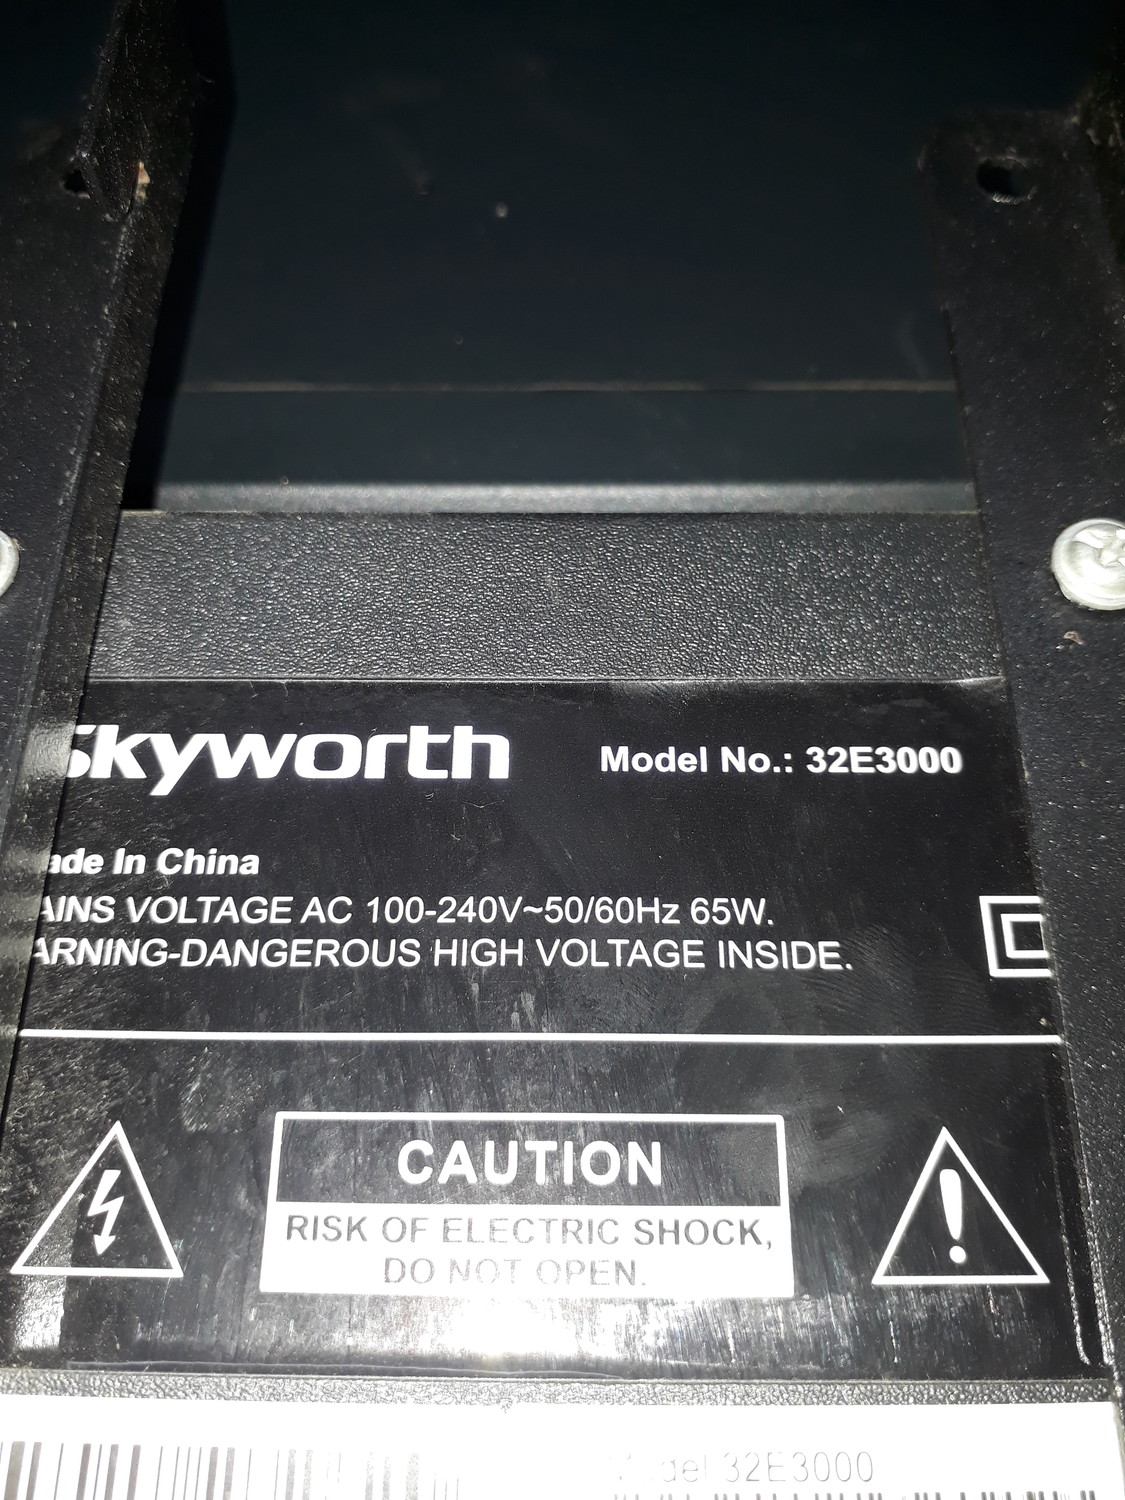 Skyworth Model No.: 32E3000
ade In China
AINS VOLTAGE AC 100-240V~50/60Hz 65W.
ARNING-DANGEROUS HIGH VOLTAGE INSIDE.
CAUTION
RISK OF ELECTRIC SHOCK,
DO NOT OPEN.
Model 32E3000